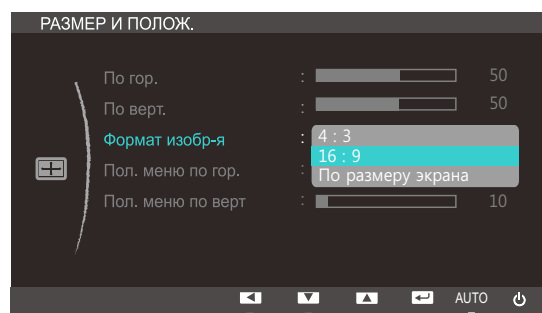 РАЗМЕР И ПОЛОЖ.
По гор. : 50
По верт. : 50
Формат изобр-я : 4 : 3
16 : 9
Пол. меню по гор. :
По размеру экрана
Пол. меню по верт : 10
AUTO